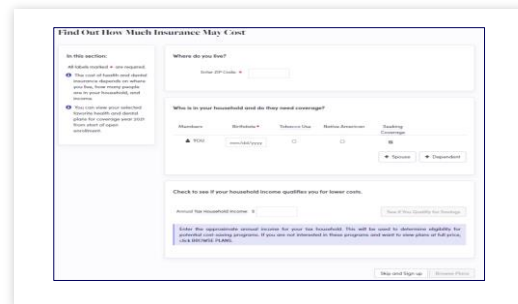 Find Out How Much Insurance May Cost
In this section:
All labels marked * are required.
The cost of health and dental
insurance depends on where
you live, how many people
are in your household, and
income.
You can view your selected
favorite health and dental
plans for coverage year 2021
from start of open
enrollment
Where do you live?
Enter ZIP Code *
Who is in your household and do they need coverage?
Members Birthdate* Tobacco Use Native American Seeking
Coverage
YOU mm/dd/yyyy
+ Spouse + Dependent
Check to see if your household income qualifies you for lower costs.
Annual Tax Household Income $ See if You Qualify for Savings
Enter the approximate annual income for your tax household. This will be used to determine eligibility for
potential cost-saving programs. If you are not interested in these programs and want to view plans at full price,
click BROWSE PLANS.
Skip and Sign up Browse Plans